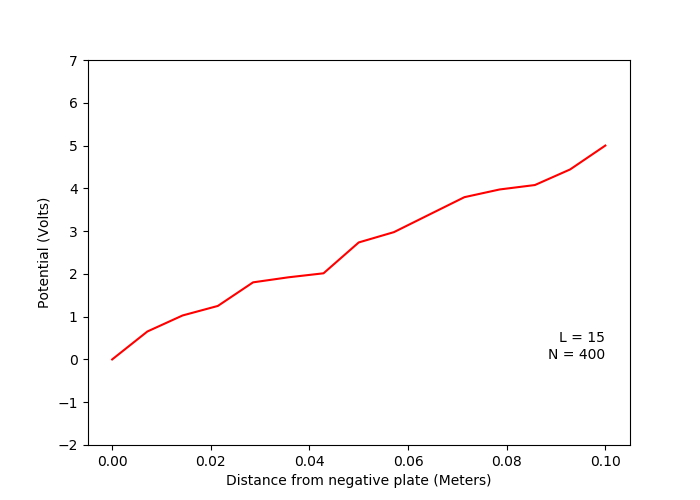 7
6
5
4
3
2
1
0
−1
−2
Potential (Volts)
L = 15
N = 400
0.00 0.02 0.04 0.06 0.08 0.10
Distance from negative plate (Meters)